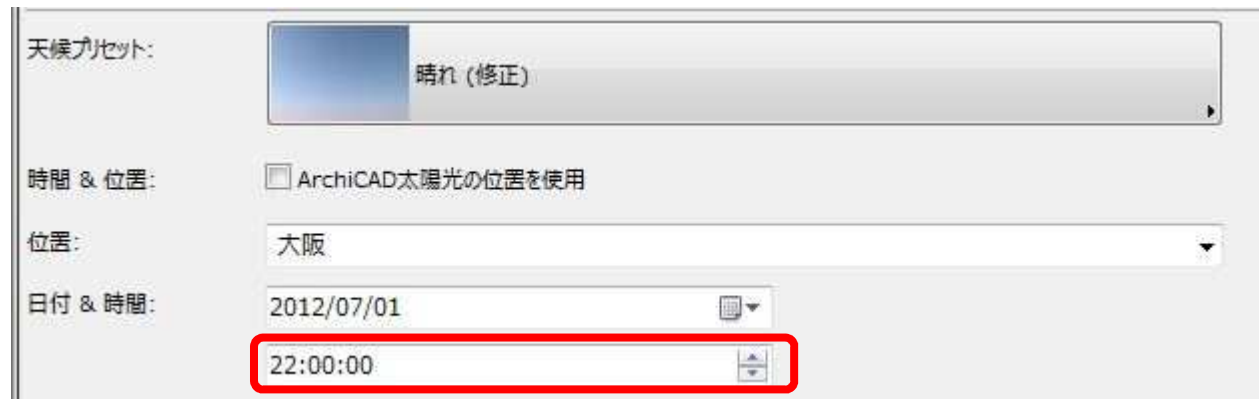 天候プリセット:
晴れ (修正)
時間 & 位置:
ArchiCAD太陽光の位置を使用
位置:
大阪
日付 & 時間:
2012/07/01
22:00:00